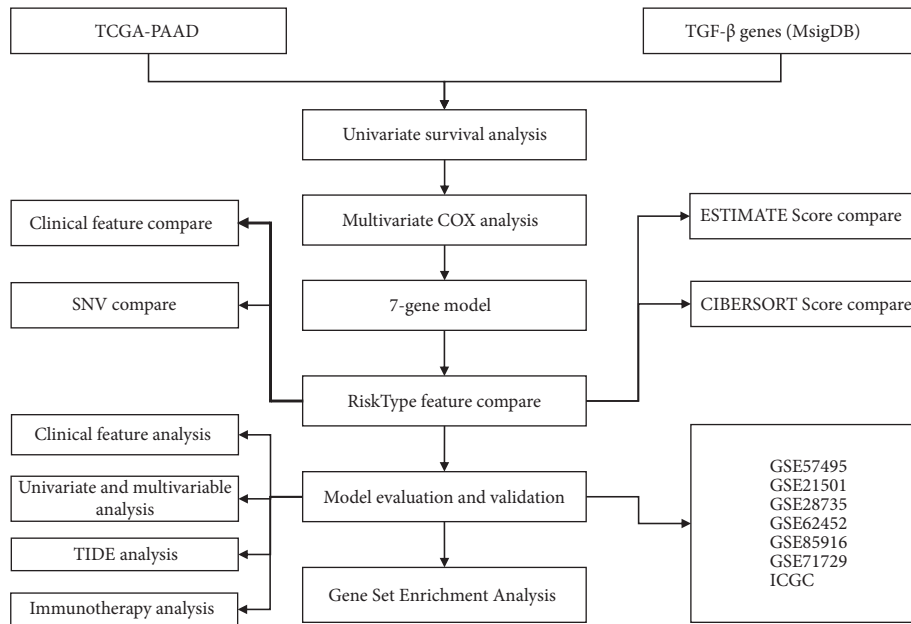 TCGA-PAAD
TGF-β genes (MsigDB)
Univariate survival analysis
Multivariate COX analysis
Clinical feature compare
ESTIMATE Score compare
SNV compare
7-gene model
CIBERSORT Score compare
RiskType feature compare
Clinical feature analysis
Univariate and multivariable
analysis
Model evaluation and validation
TIDE analysis
Immunotherapy analysis
Gene Set Enrichment Analysis
GSE57495
GSE21501
GSE28735
GSE62452
GSE85916
GSE71729
ICGC